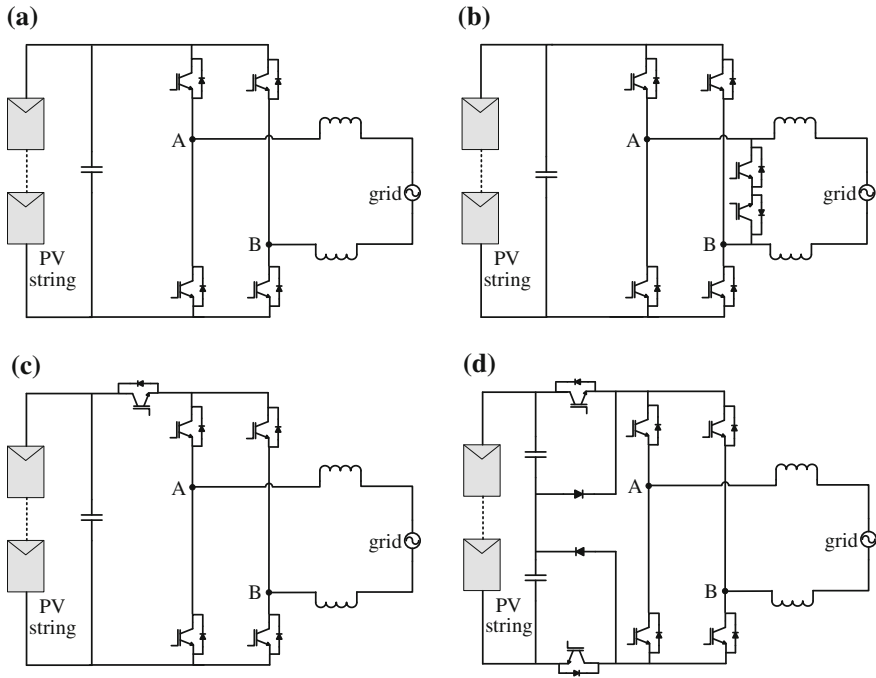 (a)
A
B
grid
PV
string
(b)
A
B
grid
PV
string
(c)
A
B
grid
PV
string
(d)
A
B
grid
PV
string